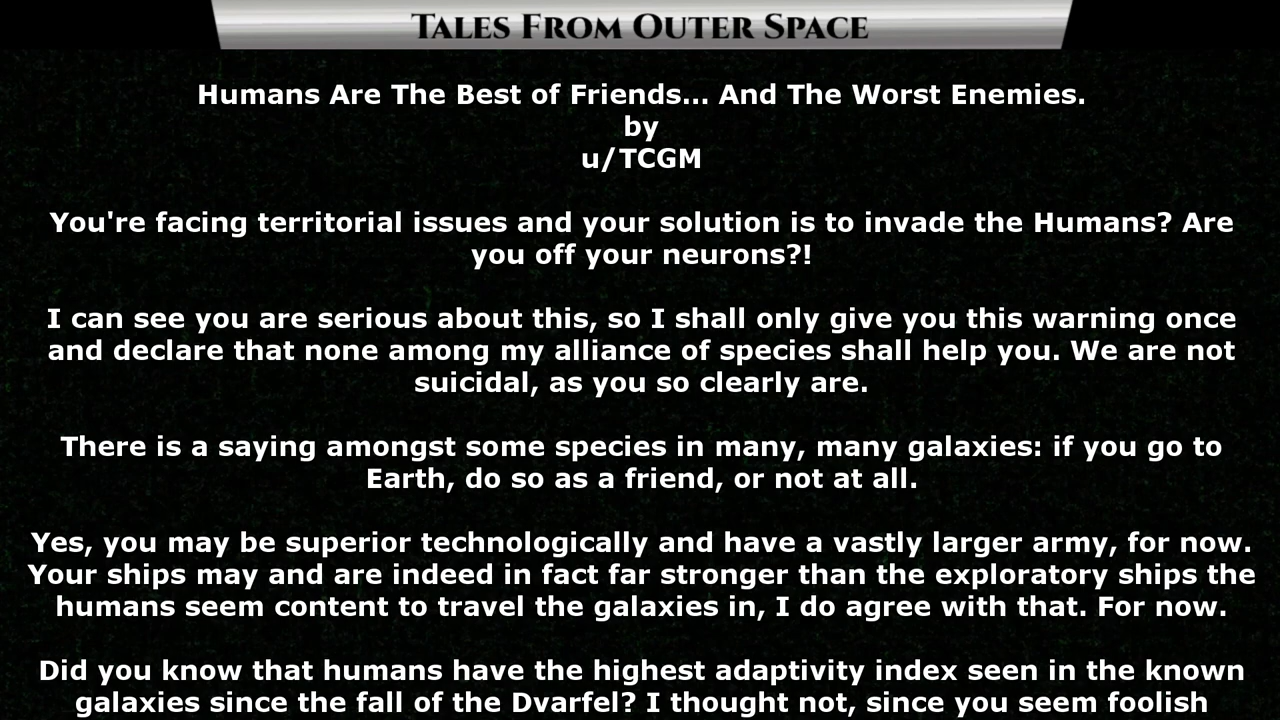 Tales From Outer Space
Humans Are The Best of Friends... And The Worst Enemies.
by
u/TCGM
You're facing territorial issues and your solution is to invade the Humans? Are
you off your neurons?!
I can see you are serious about this, so I shall only give you this warning once
and declare that none among my alliance of species shall help you. We are not
suicidal, as you so clearly are.
There is a saying amongst some species in many, many galaxies: if you go to
Earth, do so as a friend, or not at all.
Yes, you may be superior technologically and have a vastly larger army, for now.
Your ships may and are indeed in fact far stronger than the exploratory ships the
humans seem content to travel the galaxies in, I do agree with that. For now.
Did you know that humans have the highest adaptivity index seen in the known
galaxies since the fall of the Dvarfel? I thought not, since you seem foolish